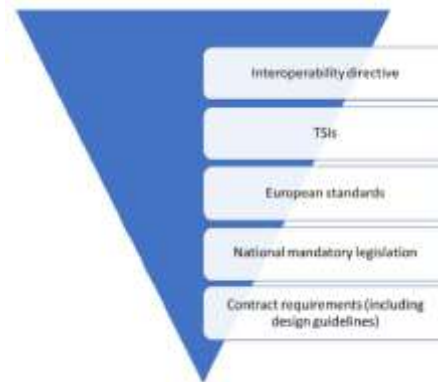 Interoperability directive
TSIs
European standards
National mandatory legislation
Contract requirements (including
design guidelines)